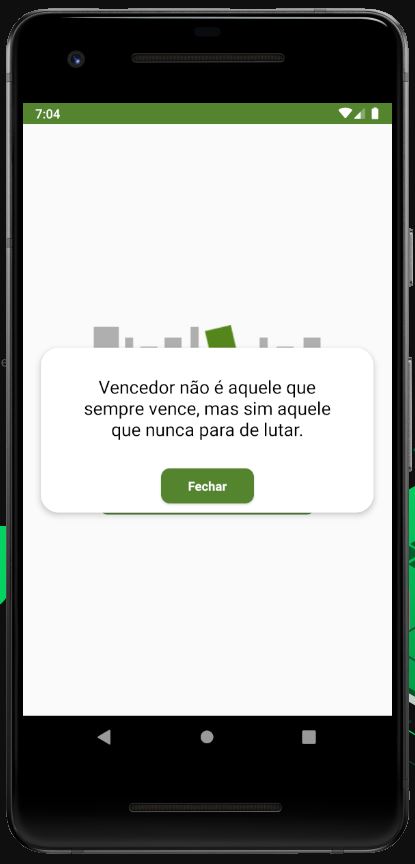 7:04
Vencedor não é aquele que
sempre vence, mas sim aquele
que nunca para de lutar.
Fechar